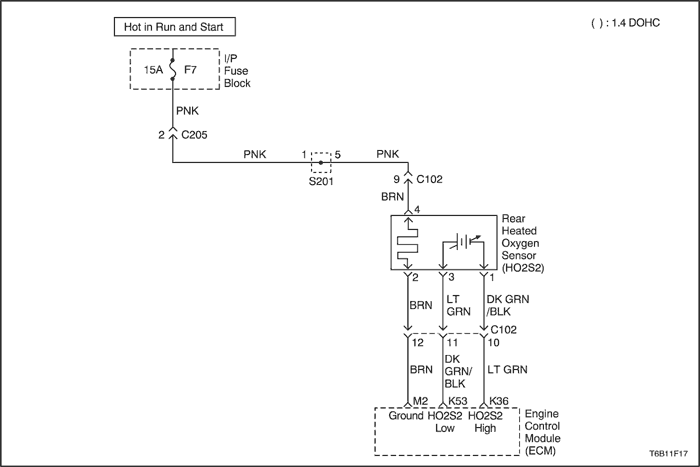 Hot in Run and Start
( ) : 1.4 DOHC
I/P
Fuse
Block
15A F7
PNK
2 C205
PNK 1 5 PNK
S201
9 C102
BRN
4
Rear
Heated
Oxygen
Sensor
(HO2S2)
2 3 1
BRN
LT
GRN
DK GRN
/BLK
C102
12 11 10
BRN
DK
GRN/
BLK
LT GRN
M2 K53 K36
Ground
HO2S2
Low
HO2S2
High
Engine
Control
Module
(ECM)
T6B11F17